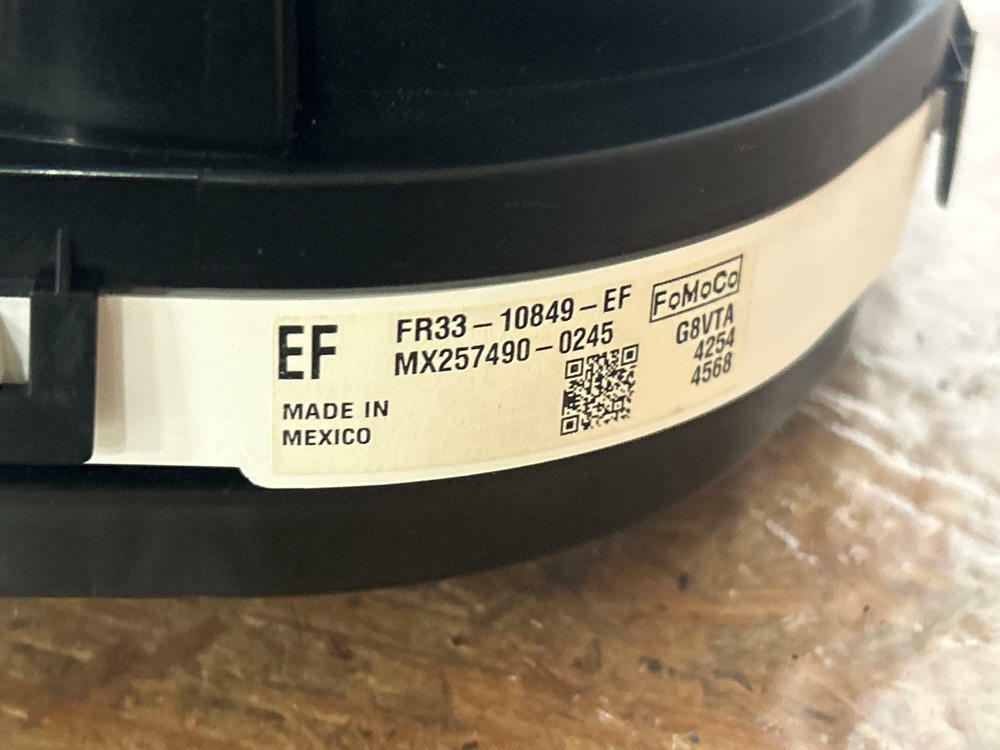 EF
FR33-10849-EF
MX257490-0245
MADE IN
MEXICO
FoMoCo
G8VTA
4254
4568